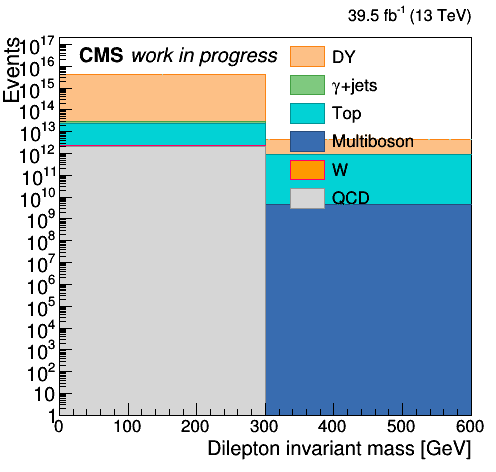 39.5 fb⁻¹ (13 TeV)
Events
CMS work in progress
DY
γ+jets
Top
Multiboson
W
QCD
10¹⁷
10¹⁶
10¹⁵
10¹⁴
10¹³
10¹²
10¹¹
10¹⁰
10⁹
10⁸
10⁷
10⁶
10⁵
10⁴
10³
10²
10
1
0 100 200 300 400 500 600
Dilepton invariant mass [GeV]